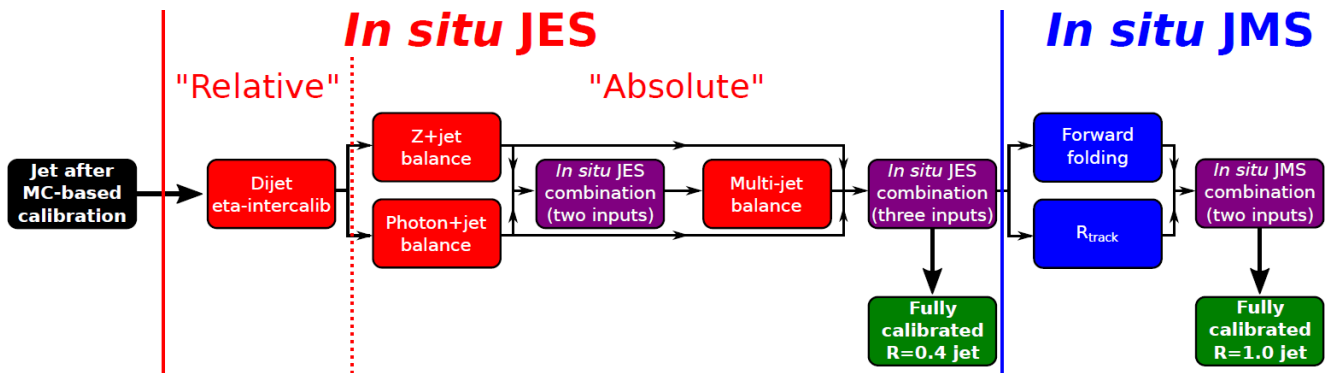 In situ JES
In situ JMS
"Relative"
"Absolute"
Jet after
MC-based
calibration
Dijet
eta-intercalib
Z+jet
balance
Photon+jet
balance
In situ JES
combination
(two inputs)
Multi-jet
balance
In situ JES
combination
(three inputs)
Fully
calibrated
R=0.4 jet
Forward
folding
Rtrack
In situ JMS
combination
(two inputs)
Fully
calibrated
R=1.0 jet